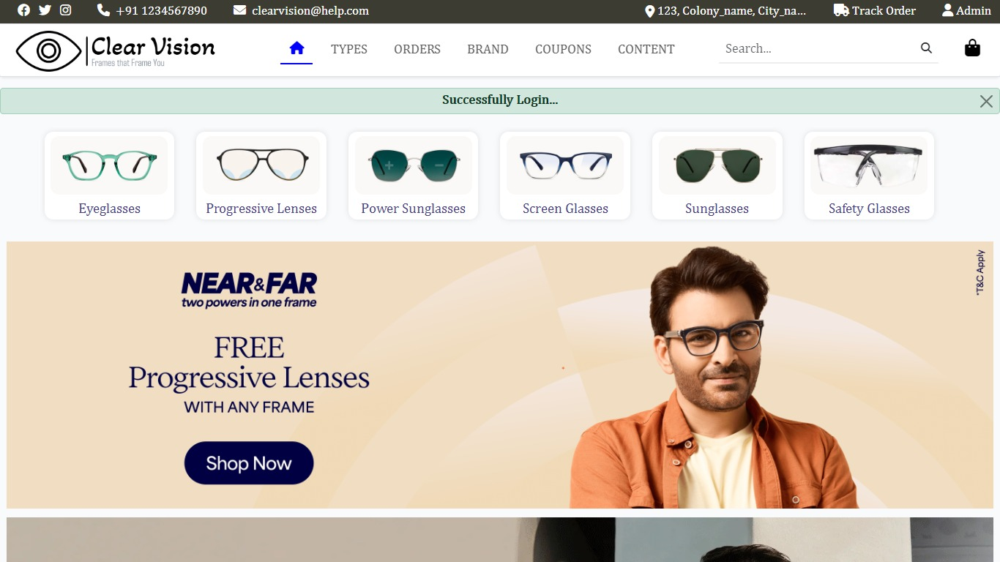 +91 1234567890 clearvision@help.com 123, Colony_name, City_na... Track Order Admin
Clear Vision
Frames that Frame You
TYPES ORDERS BRAND COUPONS CONTENT Search...
Successfully Login...
Eyeglasses Progressive Lenses Power Sunglasses Screen Glasses Sunglasses Safety Glasses
*T&C Apply
NEAR&FAR
two powers in one frame
FREE
Progressive Lenses
WITH ANY FRAME
Shop Now